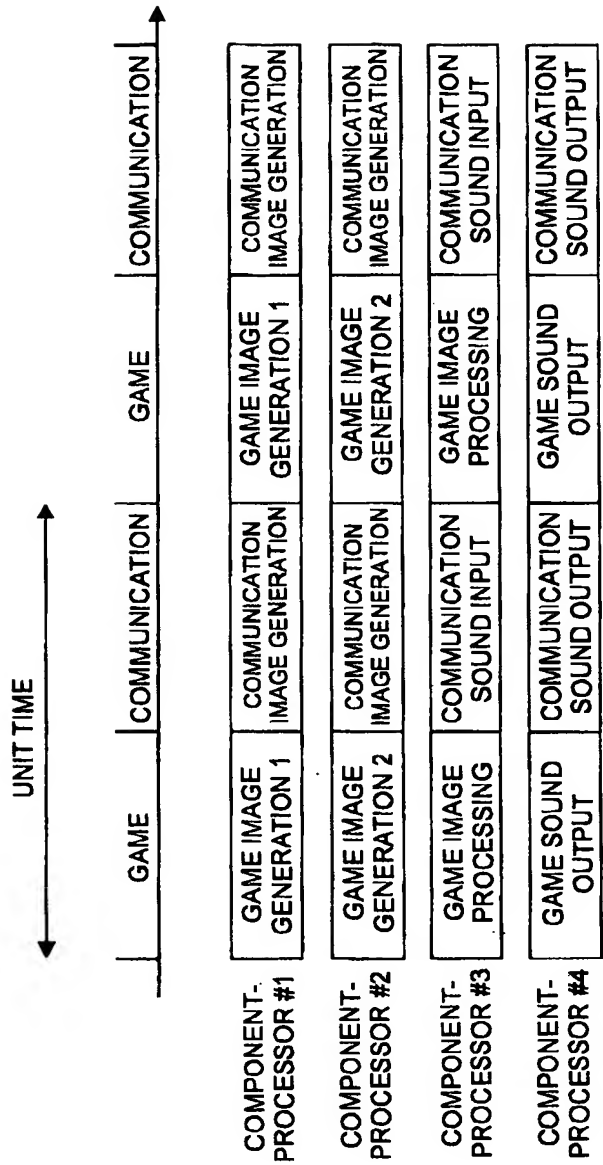 UNIT TIME
GAME
COMMUNICATION
GAME
COMMUNICATION
COMPONENT-
PROCESSOR #1
GAME IMAGE
GENERATION 1
COMMUNICATION
IMAGE GENERATION
GAME IMAGE
GENERATION 1
COMMUNICATION
IMAGE GENERATION
COMPONENT-
PROCESSOR #2
GAME IMAGE
GENERATION 2
COMMUNICATION
IMAGE GENERATION
GAME IMAGE
GENERATION 2
COMMUNICATION
IMAGE GENERATION
COMPONENT-
PROCESSOR #3
GAME IMAGE
PROCESSING
COMMUNICATION
SOUND INPUT
GAME IMAGE
PROCESSING
COMMUNICATION
SOUND INPUT
COMPONENT-
PROCESSOR #4
GAME SOUND
OUTPUT
COMMUNICATION
SOUND OUTPUT
GAME SOUND
OUTPUT
COMMUNICATION
SOUND OUTPUT